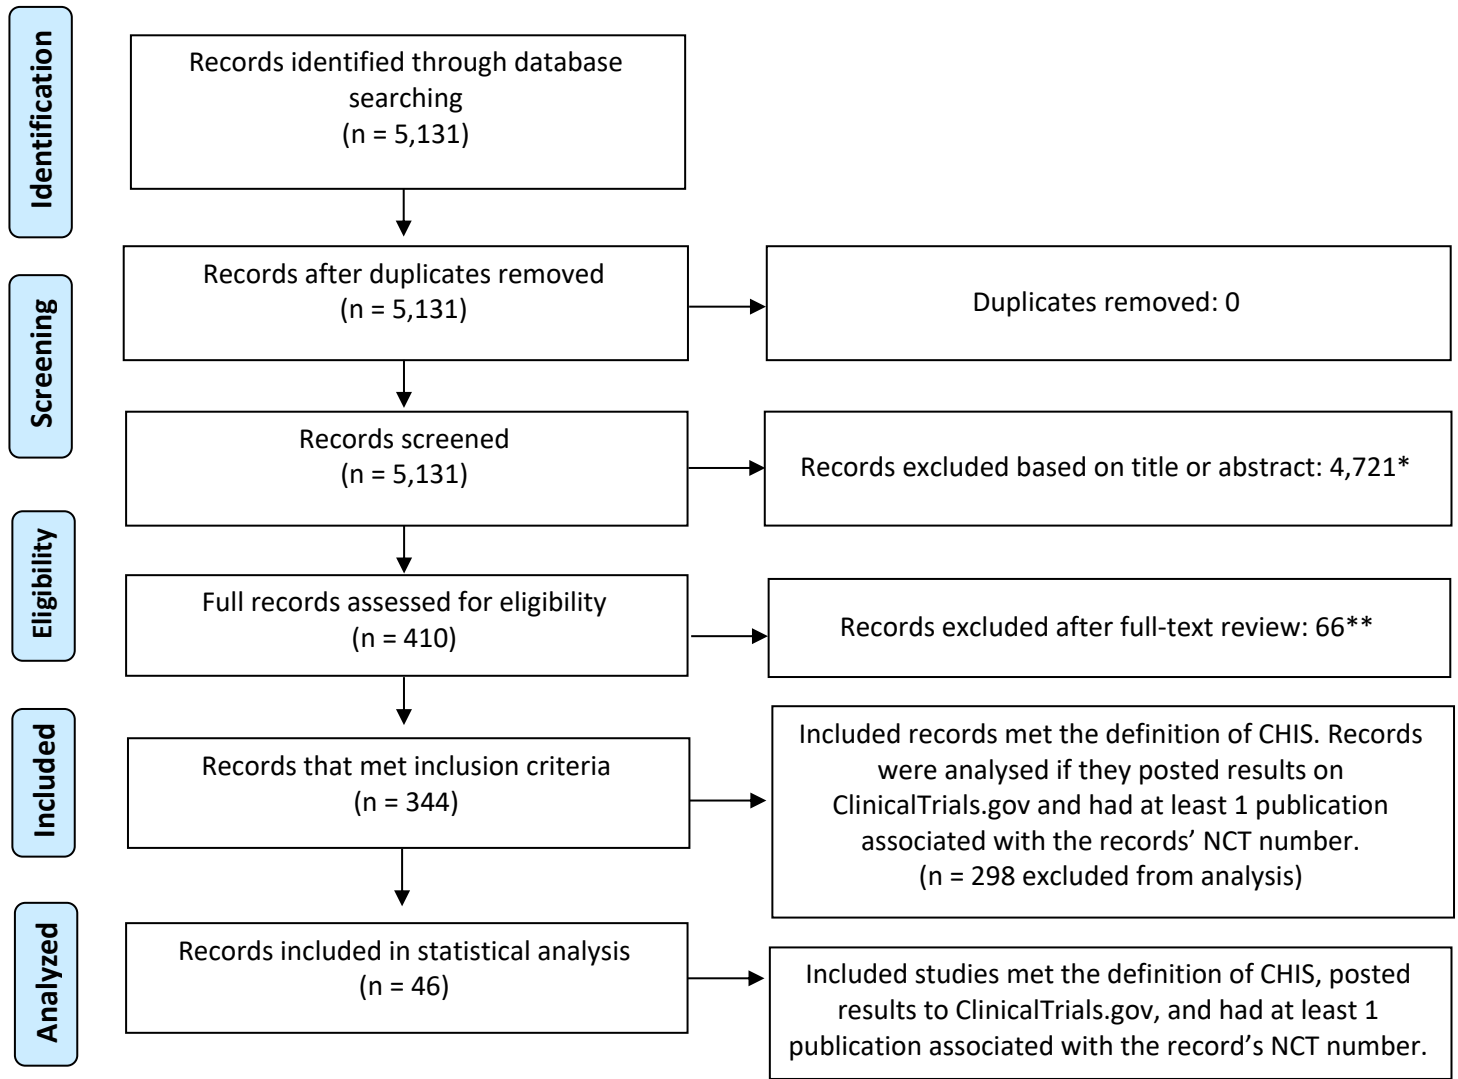 Identification
Records identified through database
searching
(n = 5,131)
Records after duplicates removed
(n = 5,131)
Duplicates removed: 0
Screening
Records screened
(n = 5,131)
Records excluded based on title or abstract: 4,721*
Eligibility
Full records assessed for eligibility
(n = 410)
Records excluded after full-text review: 66**
Included
Records that met inclusion criteria
(n = 344)
Included records met the definition of CHIS. Records
were analysed if they posted results on
ClinicalTrials.gov and had at least 1 publication
associated with the records’ NCT number.
(n = 298 excluded from analysis)
Analyzed
Records included in statistical analysis
(n = 46)
Included studies met the definition of CHIS, posted
results to ClinicalTrials.gov, and had at least 1
publication associated with the record’s NCT number.